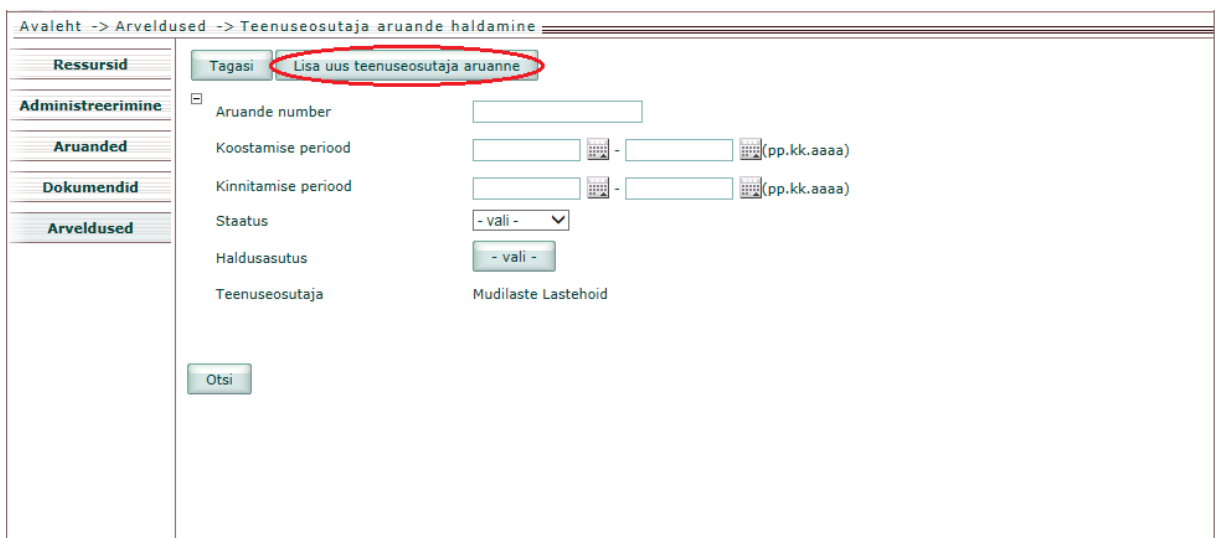 Avaleht -> Arveldused -> Teenuseosutaja aruande haldamine
Ressursid
Administreerimine
Aruanded
Dokumendid
Arveldused
Tagasi Lisa uus teenuseosutaja aruanne
Aruande number
Koostamise periood - (pp.kk.aaaa)
Kinnitamise periood - (pp.kk.aaaa)
Staatus - vali -
Haldusasutus - vali -
Teenuseosutaja Mudilaste Lastehoid
Otsi